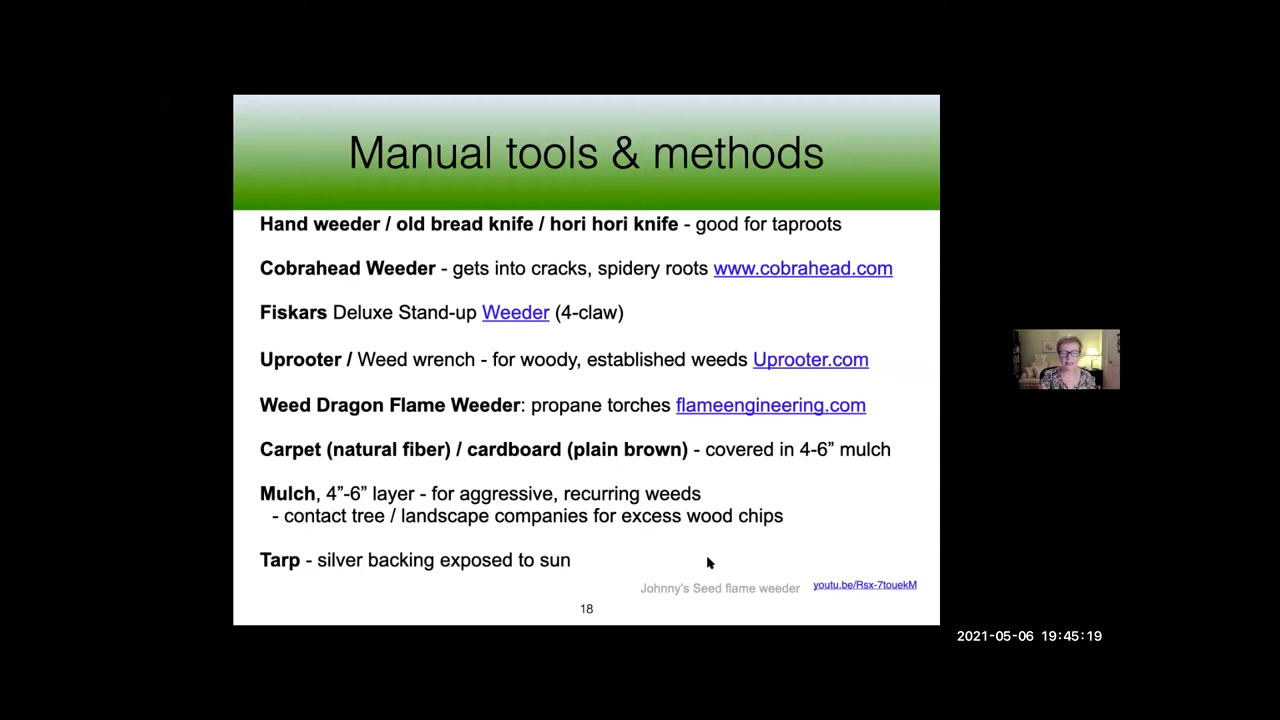 Manual tools & methods
Hand weeder / old bread knife / hori hori knife - good for taproots
Cobrahead Weeder - gets into cracks, spidery roots www.cobrahead.com
Fiskars Deluxe Stand-up Weeder (4-claw)
Uprooter / Weed wrench - for woody, established weeds Uprooter.com
Weed Dragon Flame Weeder: propane torches flameengineering.com
Carpet (natural fiber) / cardboard (plain brown) - covered in 4-6” mulch
Mulch, 4”-6” layer - for aggressive, recurring weeds
- contact tree / landscape companies for excess wood chips
Tarp - silver backing exposed to sun
Johnny's Seed flame weeder youtu.be/Rsx-7touekM
18
2021-05-06 19:45:19